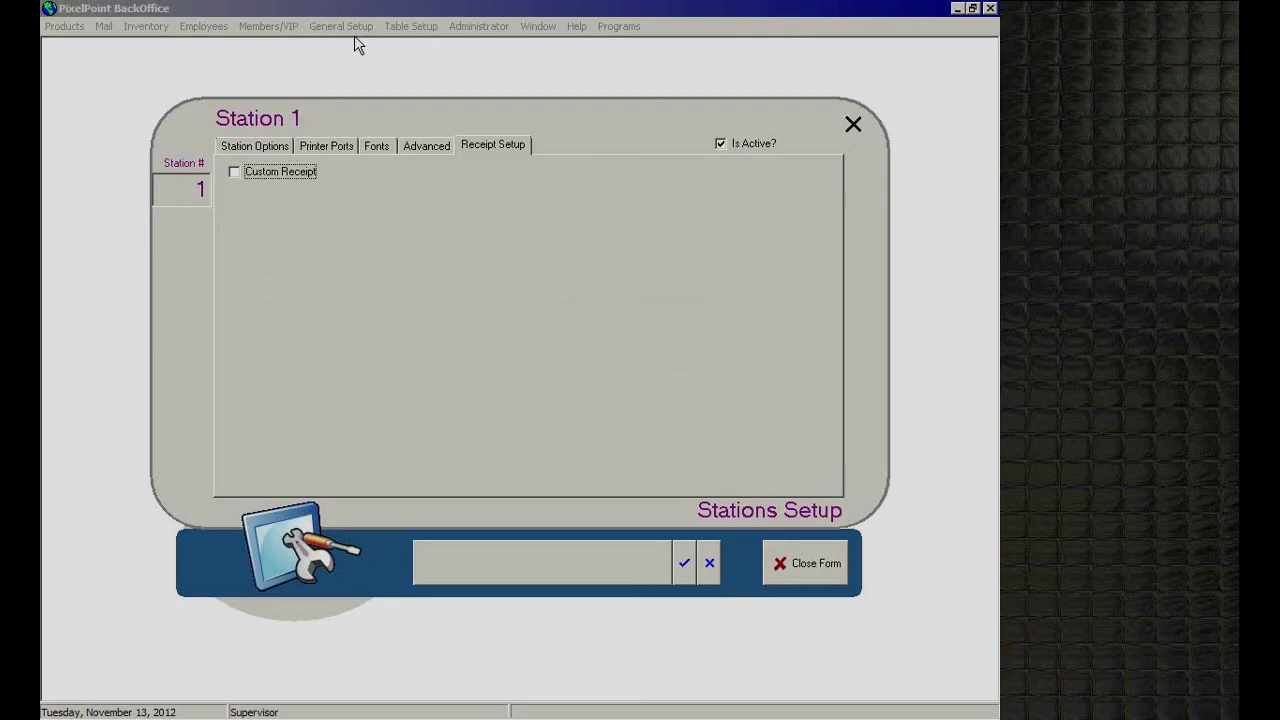 PixelPoint BackOffice
Products Mail Inventory Employees Members/VIP General Setup Table Setup Administrator Window Help Programs
Station 1
Station Options Printer Ports Fonts Advanced Receipt Setup Is Active?
Station #
1
Custom Receipt
Stations Setup
Close Form
Tuesday, November 13, 2012 Supervisor